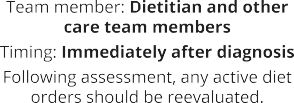 Team member: Dietitian and other
care team members
Timing: Immediately after diagnosis
Following assessment, any active diet
orders should be reevaluated.